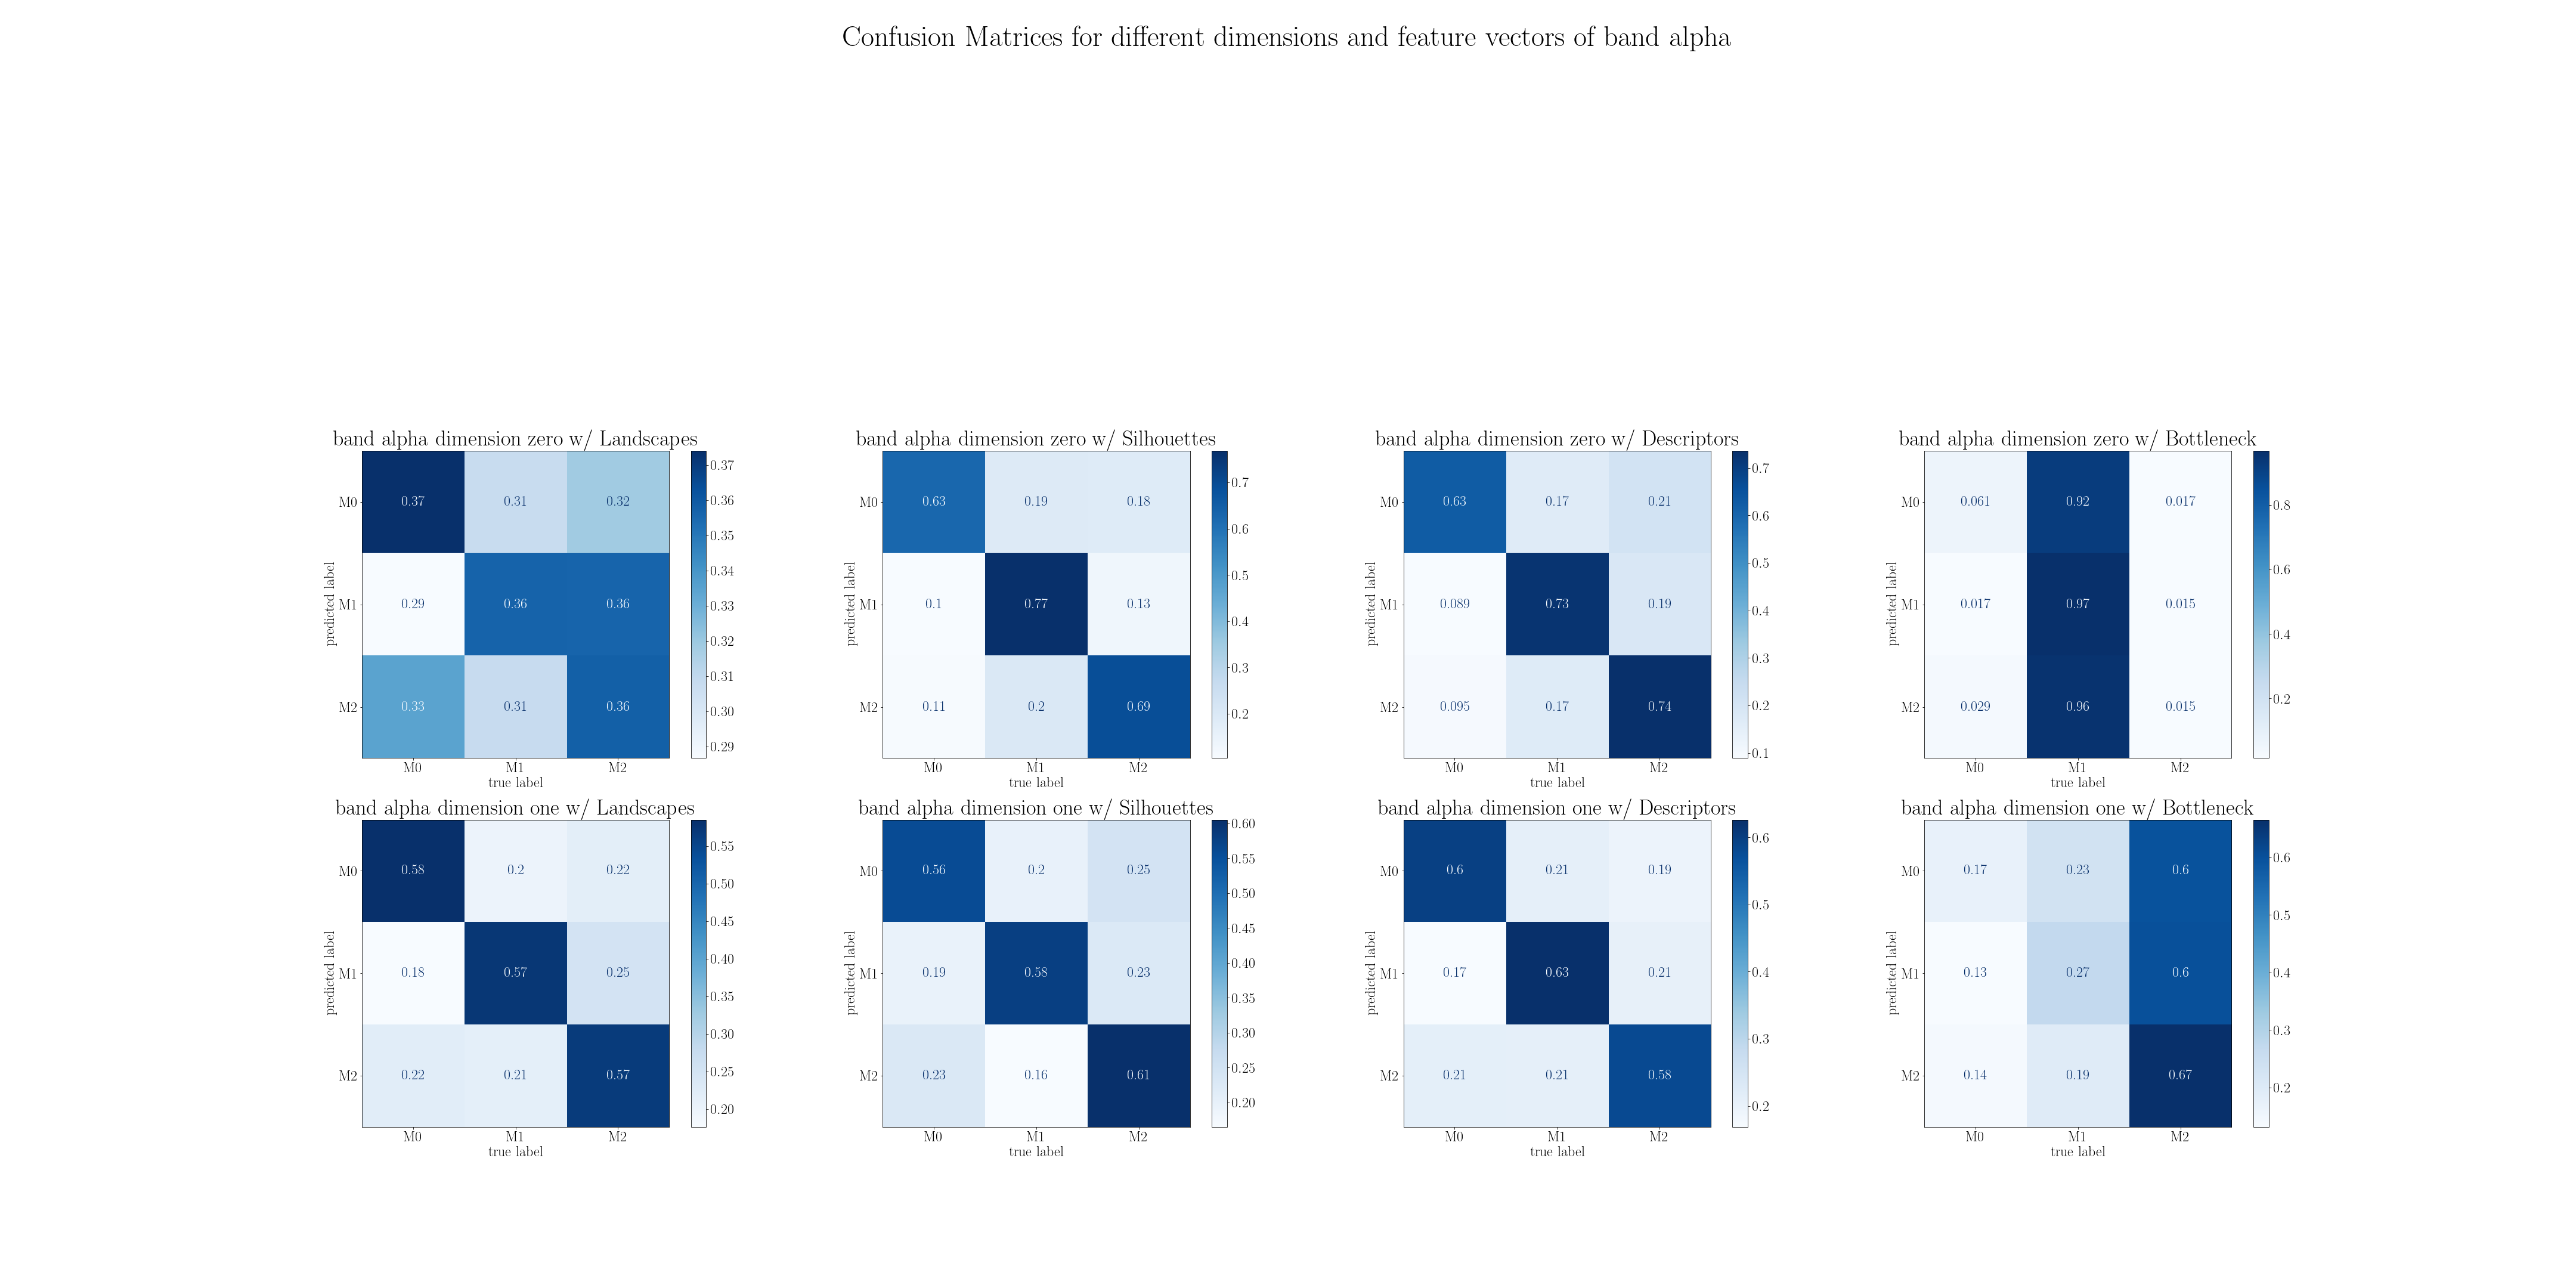 Confusion Matrices for different dimensions and feature vectors of band alpha
band alpha dimension zero w/ Landscapes
predicted label
M0 0.37 0.31 0.32
M1 0.29 0.36 0.36
M2 0.33 0.31 0.36
M0 M1 M2
true label
0.37
0.36
0.35
0.34
0.33
0.32
0.31
0.30
0.29
band alpha dimension zero w/ Silhouettes
predicted label
M0 0.63 0.19 0.18
M1 0.1 0.77 0.13
M2 0.11 0.2 0.69
M0 M1 M2
true label
0.7
0.6
0.5
0.4
0.3
0.2
band alpha dimension zero w/ Descriptors
predicted label
M0 0.63 0.17 0.21
M1 0.089 0.73 0.19
M2 0.095 0.17 0.74
M0 M1 M2
true label
0.7
0.6
0.5
0.4
0.3
0.2
0.1
band alpha dimension zero w/ Bottleneck
predicted label
M0 0.061 0.92 0.017
M1 0.017 0.97 0.015
M2 0.029 0.96 0.015
M0 M1 M2
true label
0.8
0.6
0.4
0.2
band alpha dimension one w/ Landscapes
predicted label
M0 0.58 0.2 0.22
M1 0.18 0.57 0.25
M2 0.22 0.21 0.57
M0 M1 M2
true label
0.55
0.50
0.45
0.40
0.35
0.30
0.25
0.20
band alpha dimension one w/ Silhouettes
predicted label
M0 0.56 0.2 0.25
M1 0.19 0.58 0.23
M2 0.23 0.16 0.61
M0 M1 M2
true label
0.60
0.55
0.50
0.45
0.40
0.35
0.30
0.25
0.20
band alpha dimension one w/ Descriptors
predicted label
M0 0.6 0.21 0.19
M1 0.17 0.63 0.21
M2 0.21 0.21 0.58
M0 M1 M2
true label
0.6
0.5
0.4
0.3
0.2
band alpha dimension one w/ Bottleneck
predicted label
M0 0.17 0.23 0.6
M1 0.13 0.27 0.6
M2 0.14 0.19 0.67
M0 M1 M2
true label
0.6
0.5
0.4
0.3
0.2